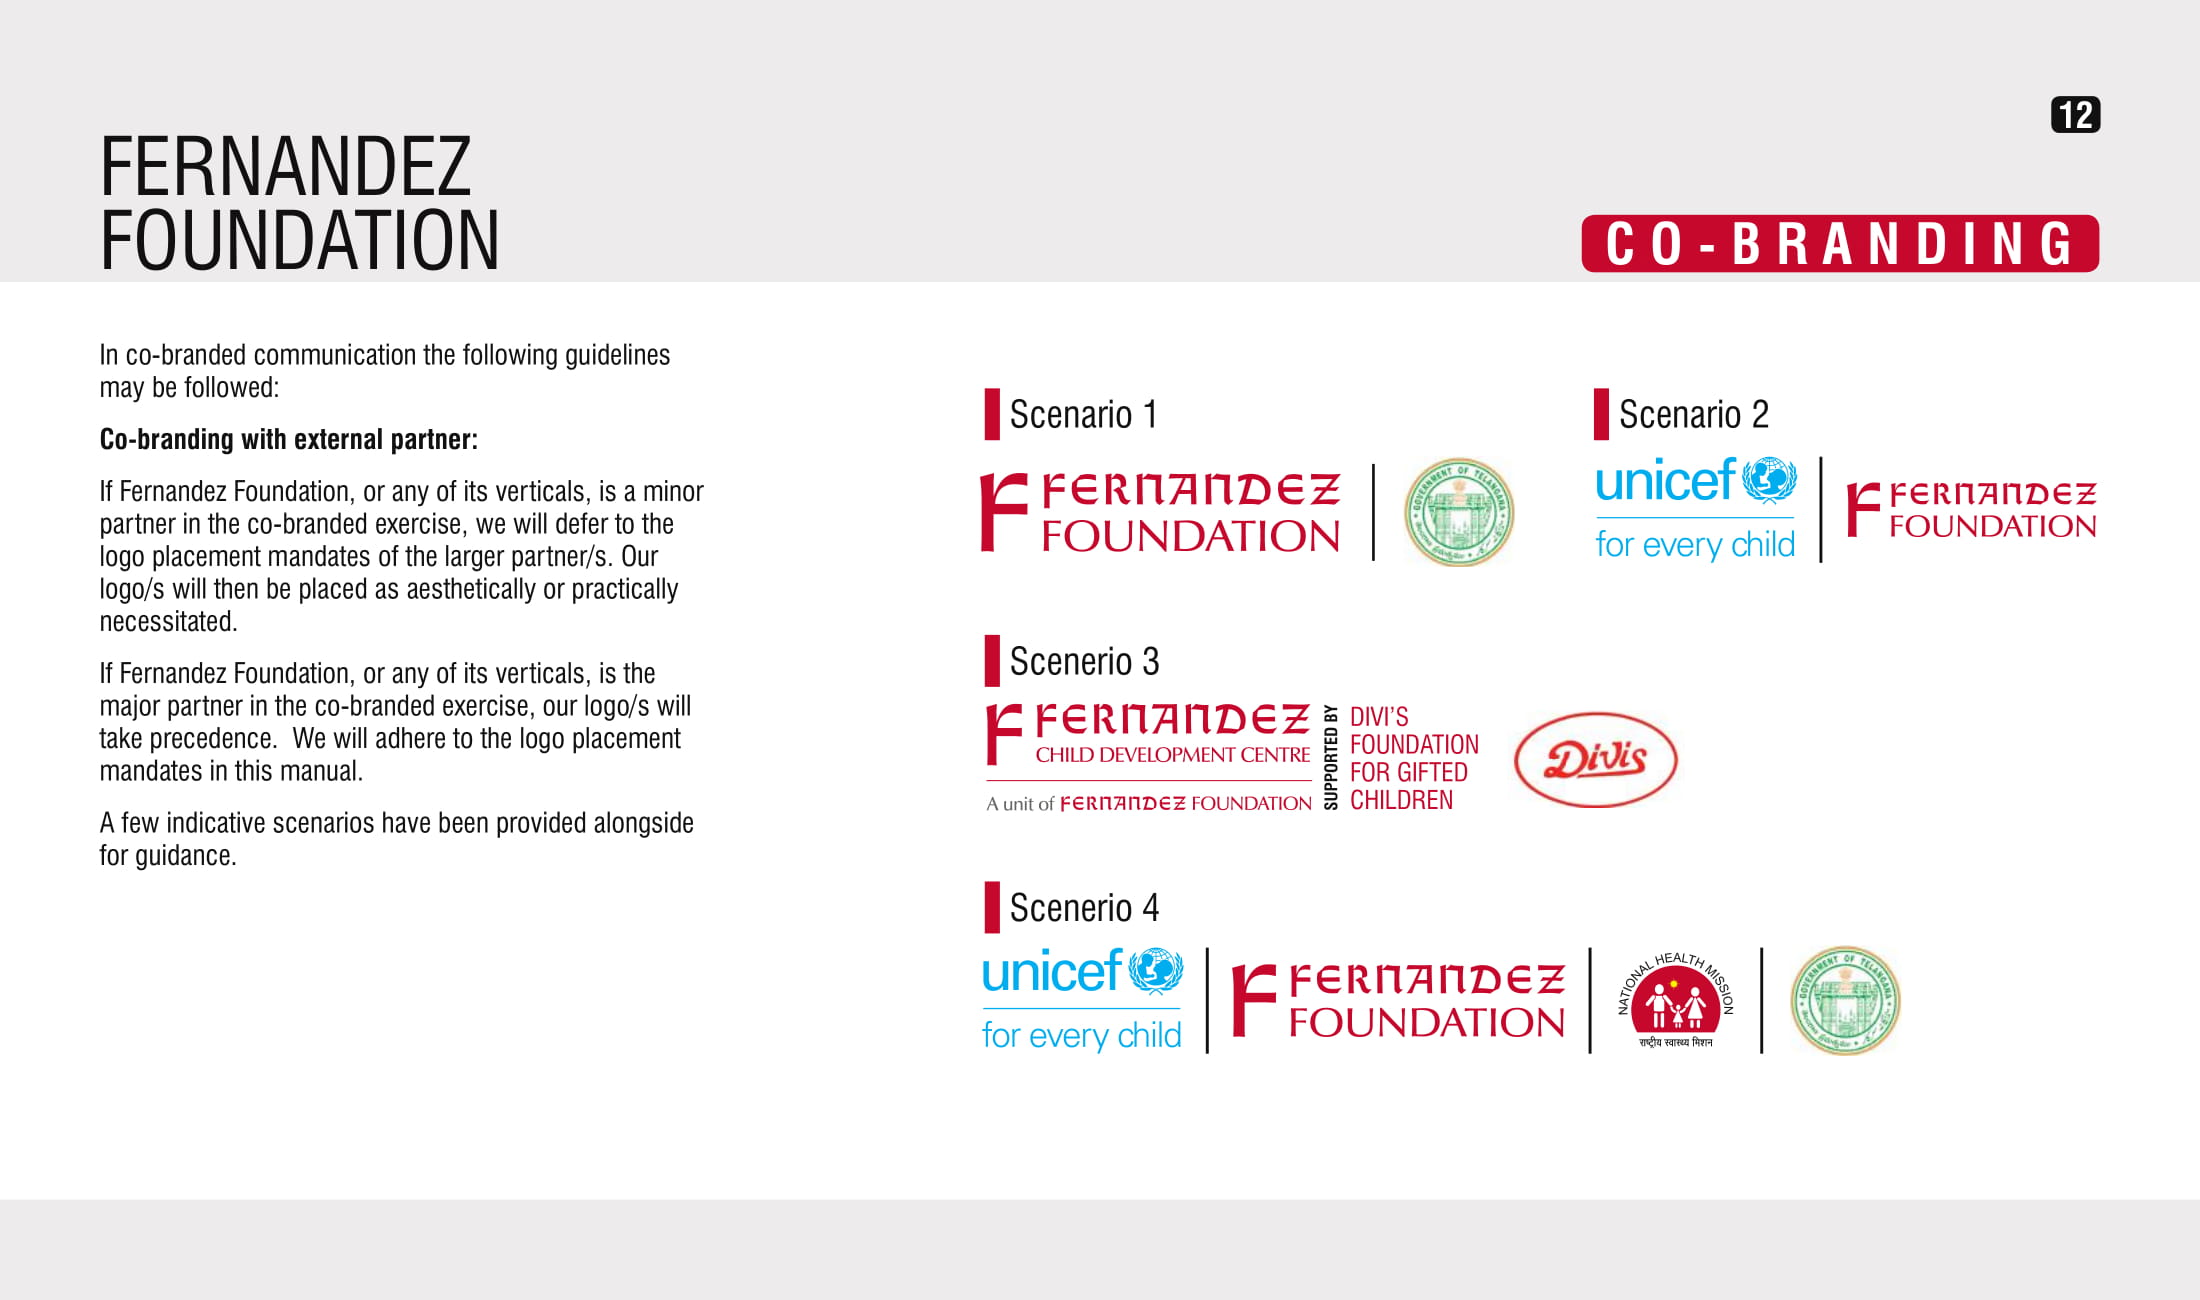 12
FERNANDEZ
FOUNDATION
CO-BRANDING
In co-branded communication the following guidelines
may be followed:
Co-branding with external partner:
If Fernandez Foundation, or any of its verticals, is a minor
partner in the co-branded exercise, we will defer to the
logo placement mandates of the larger partner/s. Our
logo/s will then be placed as aesthetically or practically
necessitated.
If Fernandez Foundation, or any of its verticals, is the
major partner in the co-branded exercise, our logo/s will
take precedence.  We will adhere to the logo placement
mandates in this manual.
A few indicative scenarios have been provided alongside
for guidance.
Scenario 1
F FERNANDEZ
FOUNDATION
GOVERNMENT OF TELANGANA
Scenario 2
unicef
for every child
F FERNANDEZ
FOUNDATION
Scenerio 3
F FERNANDEZ
CHILD DEVELOPMENT CENTRE
A unit of FERNANDEZ FOUNDATION
SUPPORTED BY
DIVI'S
FOUNDATION
FOR GIFTED
CHILDREN
Divis
Scenerio 4
unicef
for every child
F FERNANDEZ
FOUNDATION
NATIONAL HEALTH MISSION
राष्ट्रीय स्वास्थ्य मिशन
GOVERNMENT OF TELANGANA